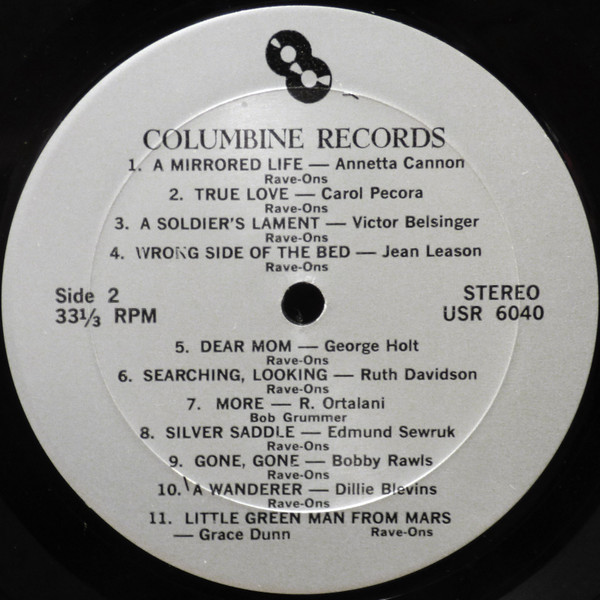 COLUMBINE RECORDS
1. A MIRRORED LIFE — Annetta Cannon
Rave-Ons
2. TRUE LOVE — Carol Pecora
Rave-Ons
3. A SOLDIER'S LAMENT — Victor Belsinger
Rave-Ons
4. WRONG SIDE OF THE BED — Jean Leason
Rave-Ons
Side 2
33⅓ RPM
STEREO
USR 6040
5. DEAR MOM — George Holt
Rave-Ons
6. SEARCHING, LOOKING — Ruth Davidson
Rave-Ons
7. MORE — R. Ortalani
Bob Grummer
8. SILVER SADDLE — Edmund Sewruk
Rave-Ons
9. GONE, GONE — Bobby Rawls
Rave-Ons
10. A WANDERER — Dillie Blevins
Rave-Ons
11. LITTLE GREEN MAN FROM MARS
— Grace Dunn Rave-Ons